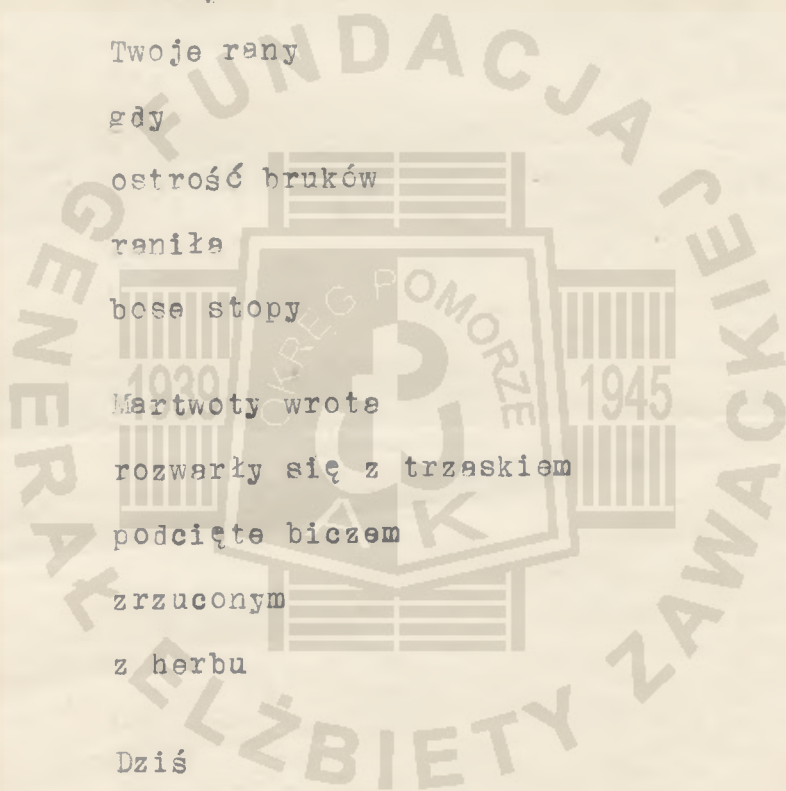 Twoje rany
gdy
ostrość bruków
raniła
bose stopy
Martwoty wrota
rozwarły się z trzaskiem
podcięte biczem
zrzuconym
z herbu
Dziś
FUNDACJA GENERAŁ ELŻBIETY ZAWACKIEJ
OKRĘG POMORZE
1939
1945
AK